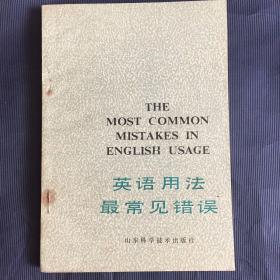 THE
MOST COMMON
MISTAKES IN
ENGLISH USAGE
英语用法
最常见错误
山东科学技术出版社